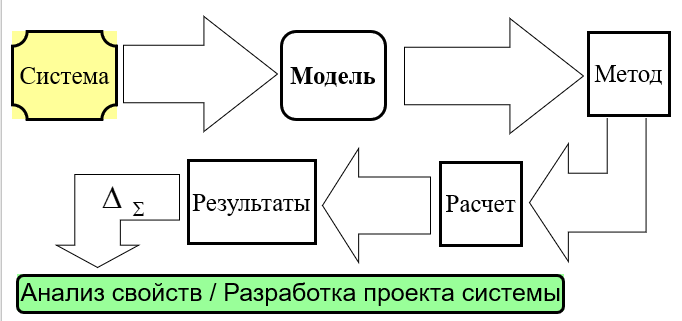 Система
Модель
Метод
Расчет
Результаты
Δ Σ
Анализ свойств / Разработка проекта системы